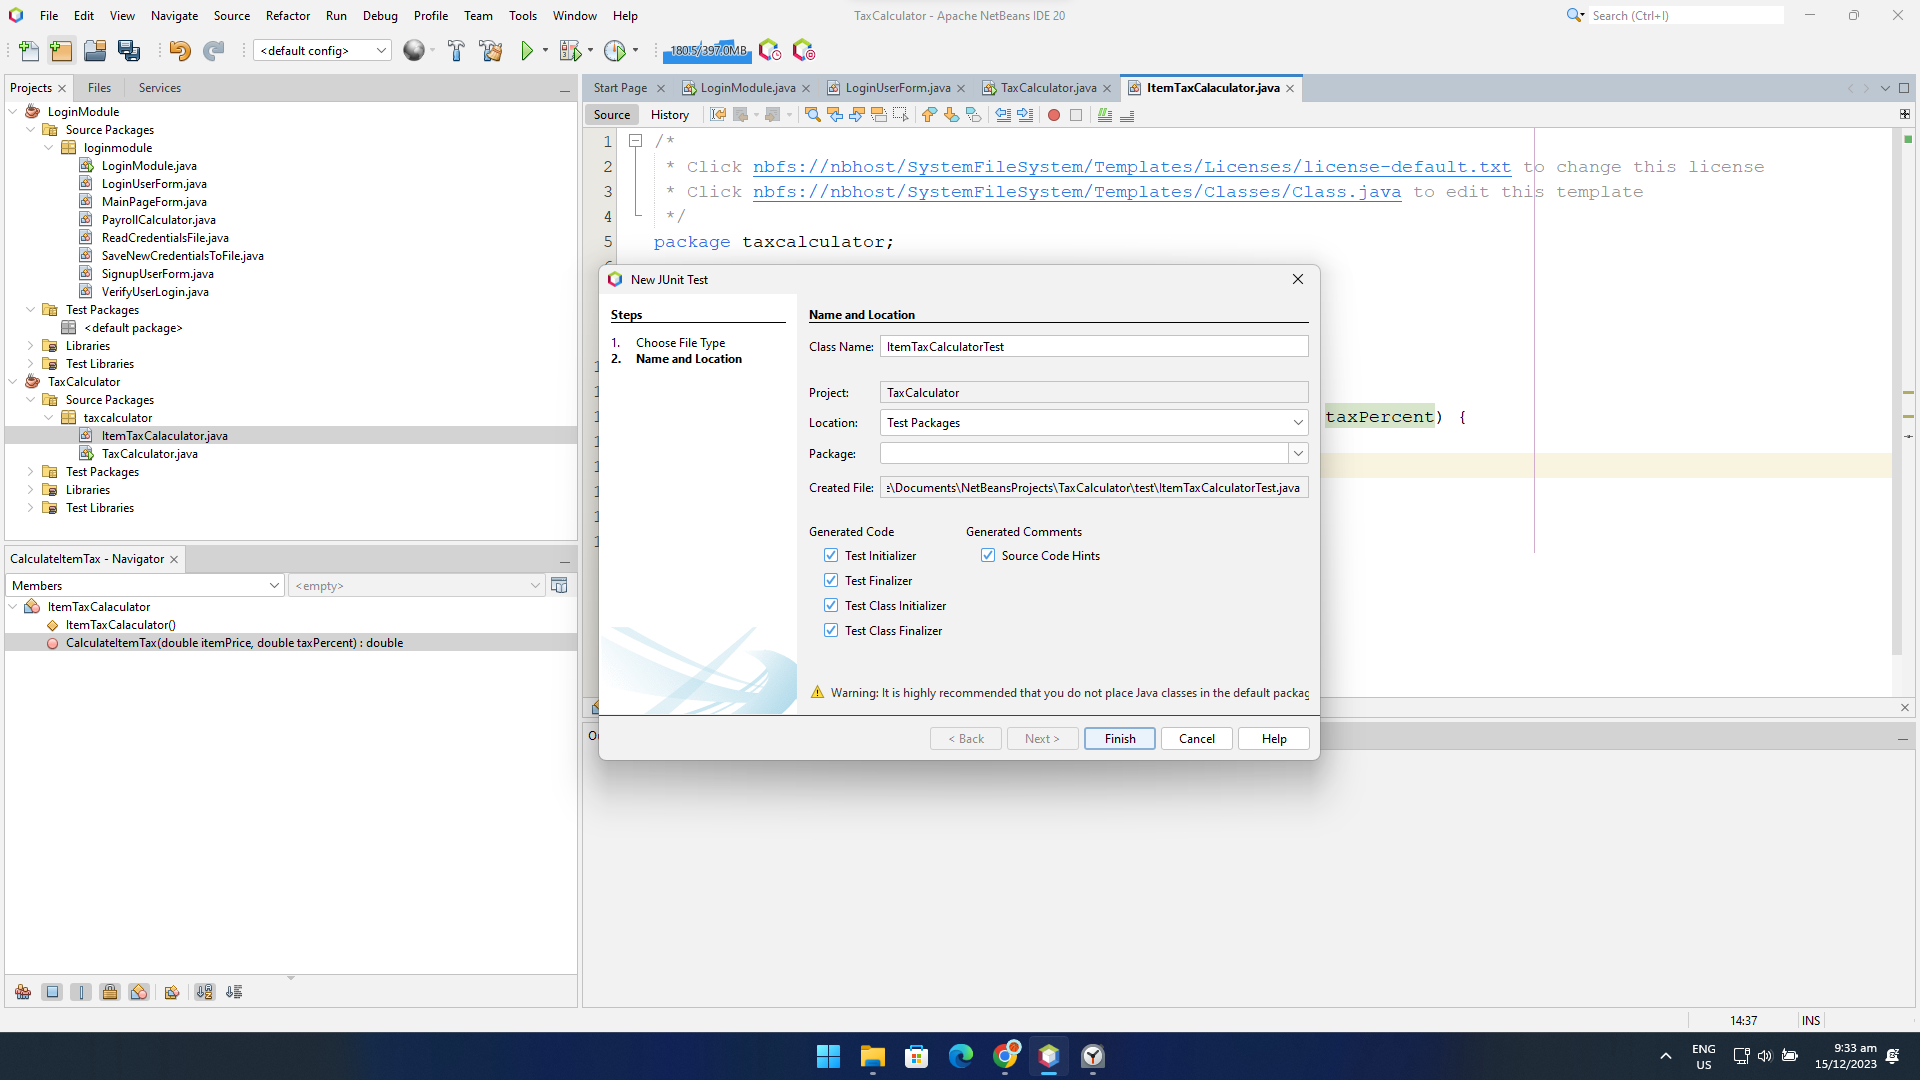 File Edit View Navigate Source Refactor Run Debug Profile Team Tools Window Help
TaxCalculator - Apache NetBeans IDE 20
Search (Ctrl+I)
<default config>
180.5/397.0MB
Projects Files Services
Start Page LoginModule.java LoginUserForm.java TaxCalculator.java ItemTaxCalaculator.java
Source History
LoginModule
Source Packages
loginmodule
LoginModule.java
LoginUserForm.java
MainPageForm.java
PayrollCalculator.java
ReadCredentialsFile.java
SaveNewCredentialsToFile.java
SignupUserForm.java
VerifyUserLogin.java
Test Packages
<default package>
Libraries
Test Libraries
TaxCalculator
Source Packages
taxcalculator
ItemTaxCalaculator.java
TaxCalculator.java
Test Packages
Libraries
Test Libraries
1 /*
2 * Click nbfs://nbhost/SystemFileSystem/Templates/Licenses/license-default.txt to change this license
3 * Click nbfs://nbhost/SystemFileSystem/Templates/Classes/Class.java to edit this template
4 */
5 package taxcalculator;
taxPercent) {
New JUnit Test
Steps
1. Choose File Type
2. Name and Location
Name and Location
Class Name: ItemTaxCalculatorTest
Project: TaxCalculator
Location: Test Packages
Package:
Created File: \Documents\NetBeansProjects\TaxCalculator\test\ItemTaxCalculatorTest.java
Generated Code Generated Comments
Test Initializer Source Code Hints
Test Finalizer
Test Class Initializer
Test Class Finalizer
Warning: It is highly recommended that you do not place Java classes in the default packag
< Back Next > Finish Cancel Help
CalculateItemTax - Navigator
Members <empty>
ItemTaxCalaculator
ItemTaxCalaculator()
CalculateItemTax(double itemPrice, double taxPercent) : double
14:37 INS
ENG
US
9:33 am
15/12/2023